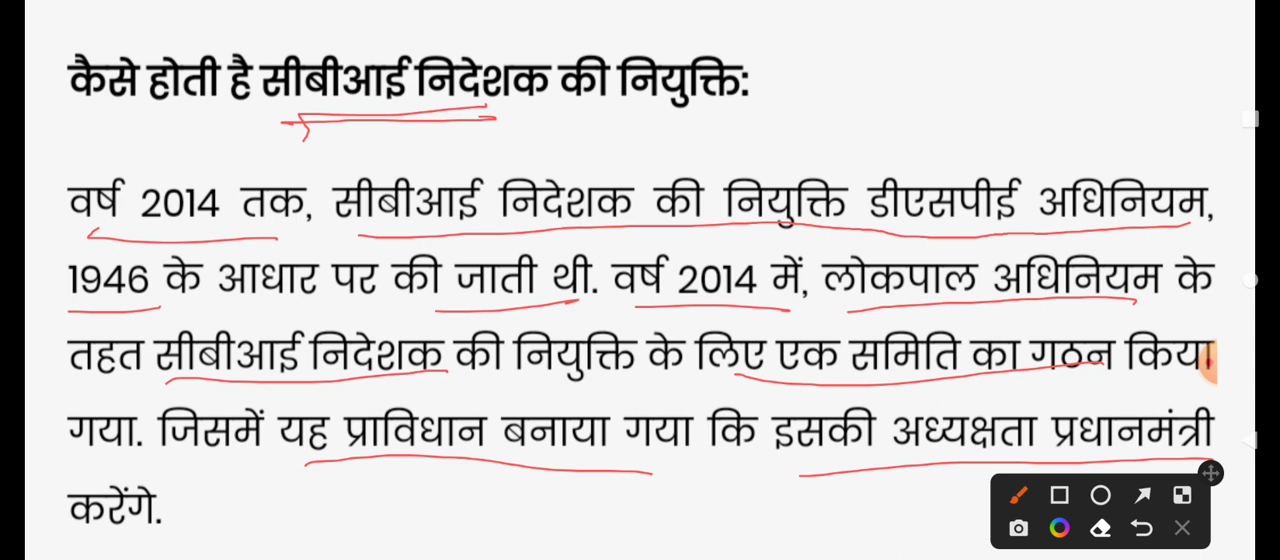 कैसे होती है सीबीआई निदेशक की नियुक्ति:
वर्ष 2014 तक, सीबीआई निदेशक की नियुक्ति डीएसपीई अधिनियम,
1946 के आधार पर की जाती थी. वर्ष 2014 में, लोकपाल अधिनियम के
तहत सीबीआई निदेशक की नियुक्ति के लिए एक समिति का गठन किया
गया. जिसमें यह प्राविधान बनाया गया कि इसकी अध्यक्षता प्रधानमंत्री
करेंगे.